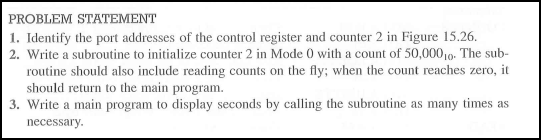 PROBLEM STATEMENT
1. Identify the port addresses of the control register and counter 2 in Figure 15.26.
2. Write a subroutine to initialize counter 2 in Mode 0 with a count of 50,000₁₀. The sub-
routine should also include reading counts on the fly; when the count reaches zero, it
should return to the main program.
3. Write a main program to display seconds by calling the subroutine as many times as
necessary.